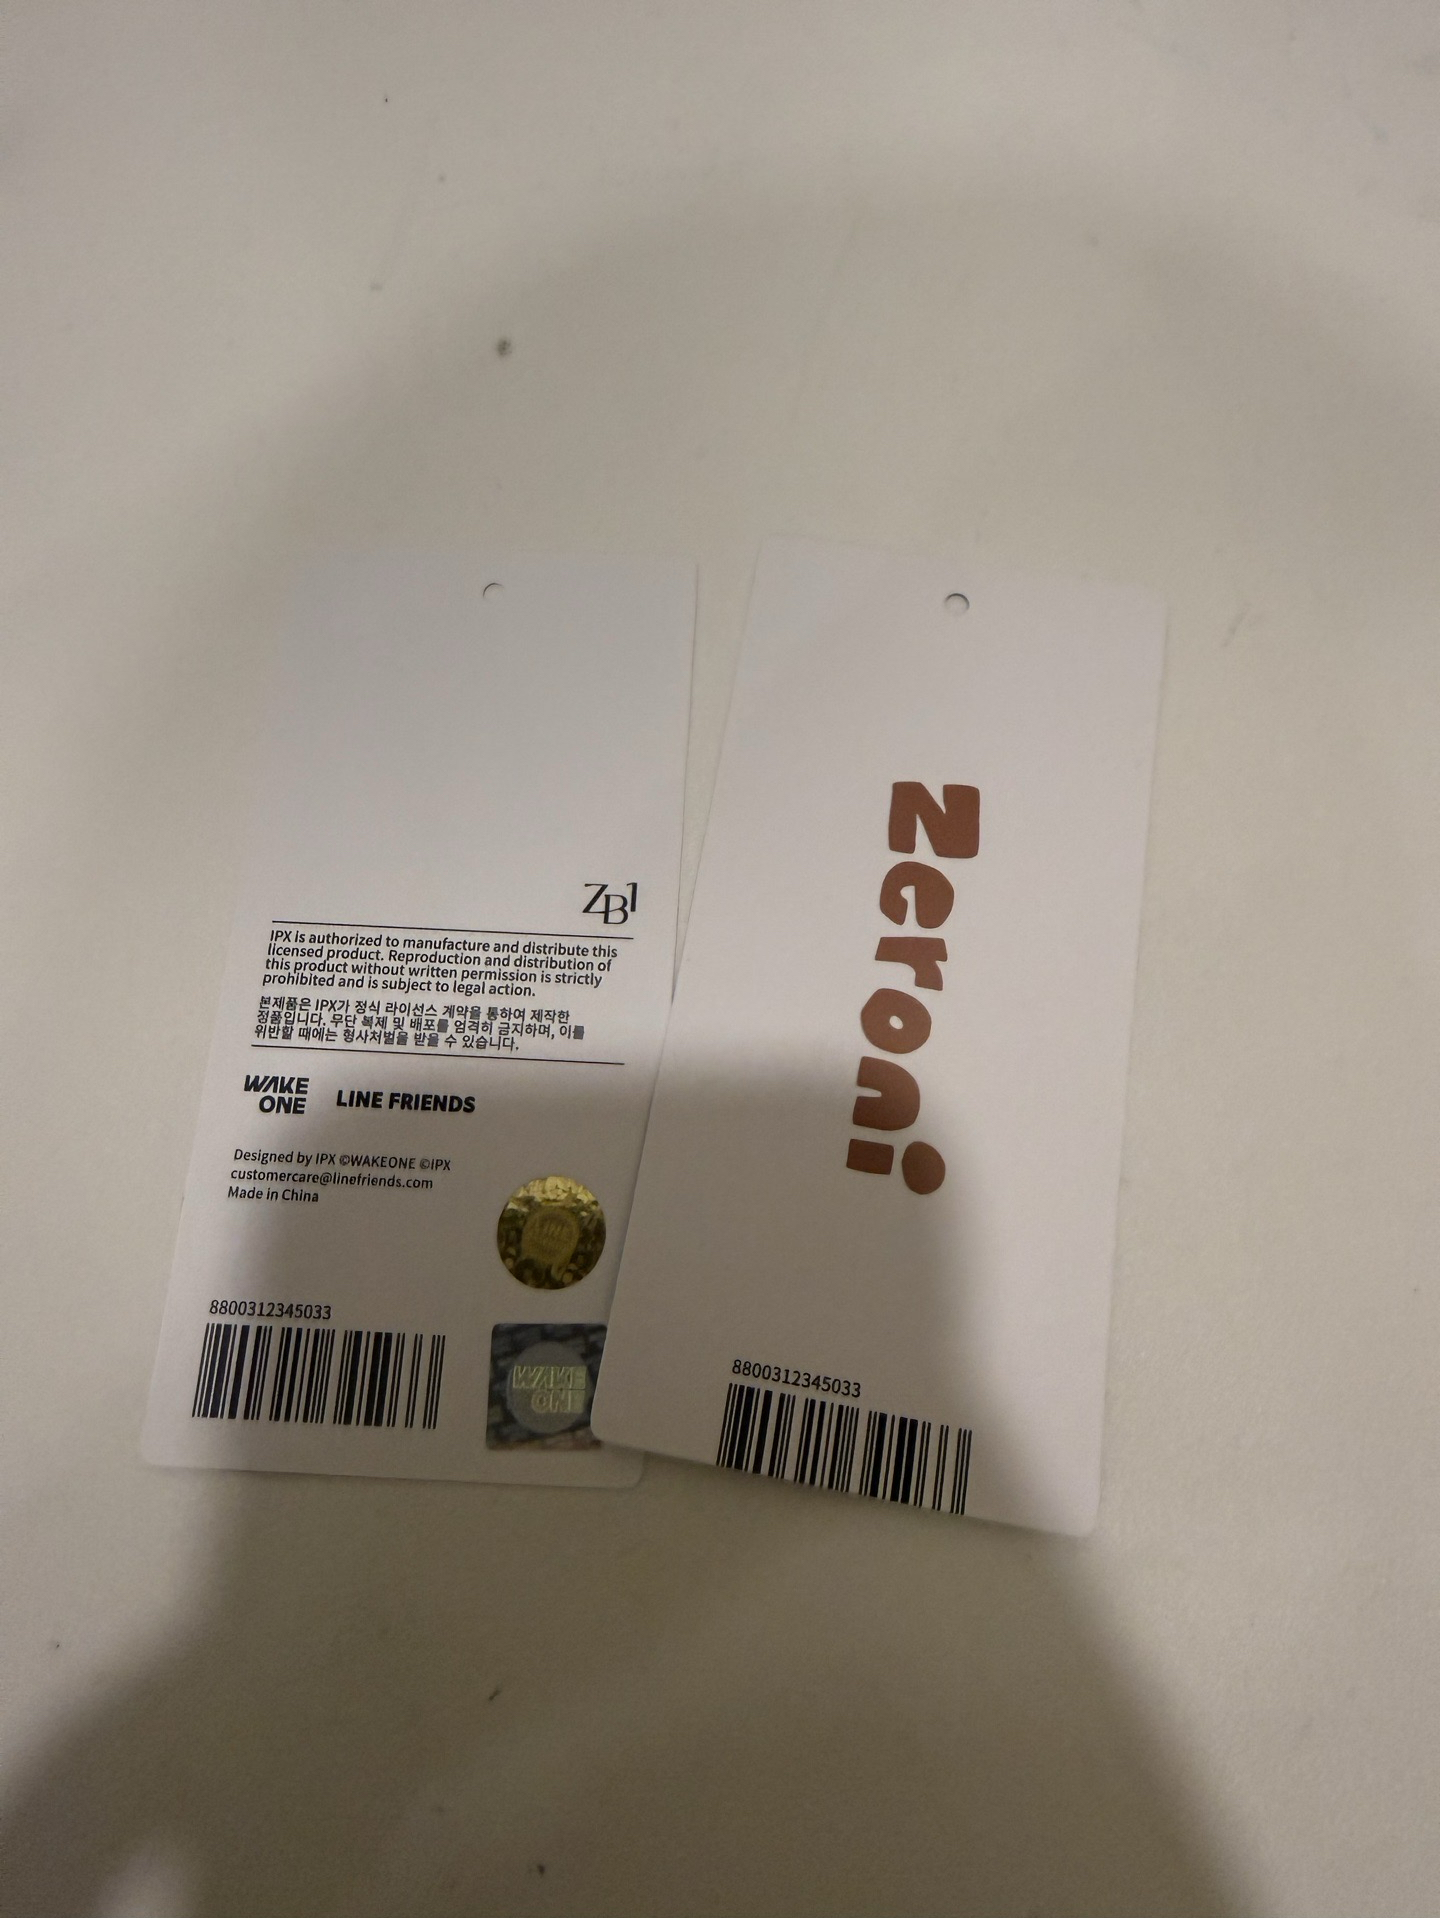 ZB1
IPX is authorized to manufacture and distribute this
licensed product. Reproduction and distribution of
this product without written permission is strictly
prohibited and is subject to legal action.
본제품은 IPX가 정식 라이선스 계약을 통하여 제작한
정품입니다. 무단 복제 및 배포를 엄격히 금지하며, 이를
위반할 때에는 형사처벌을 받을 수 있습니다.
WAKE
ONE
LINE FRIENDS
Designed by IPX ©WAKEONE ©IPX
customercare@linefriends.com
Made in China
8800312345033
WAKE
ONE
zeroni
8800312345033